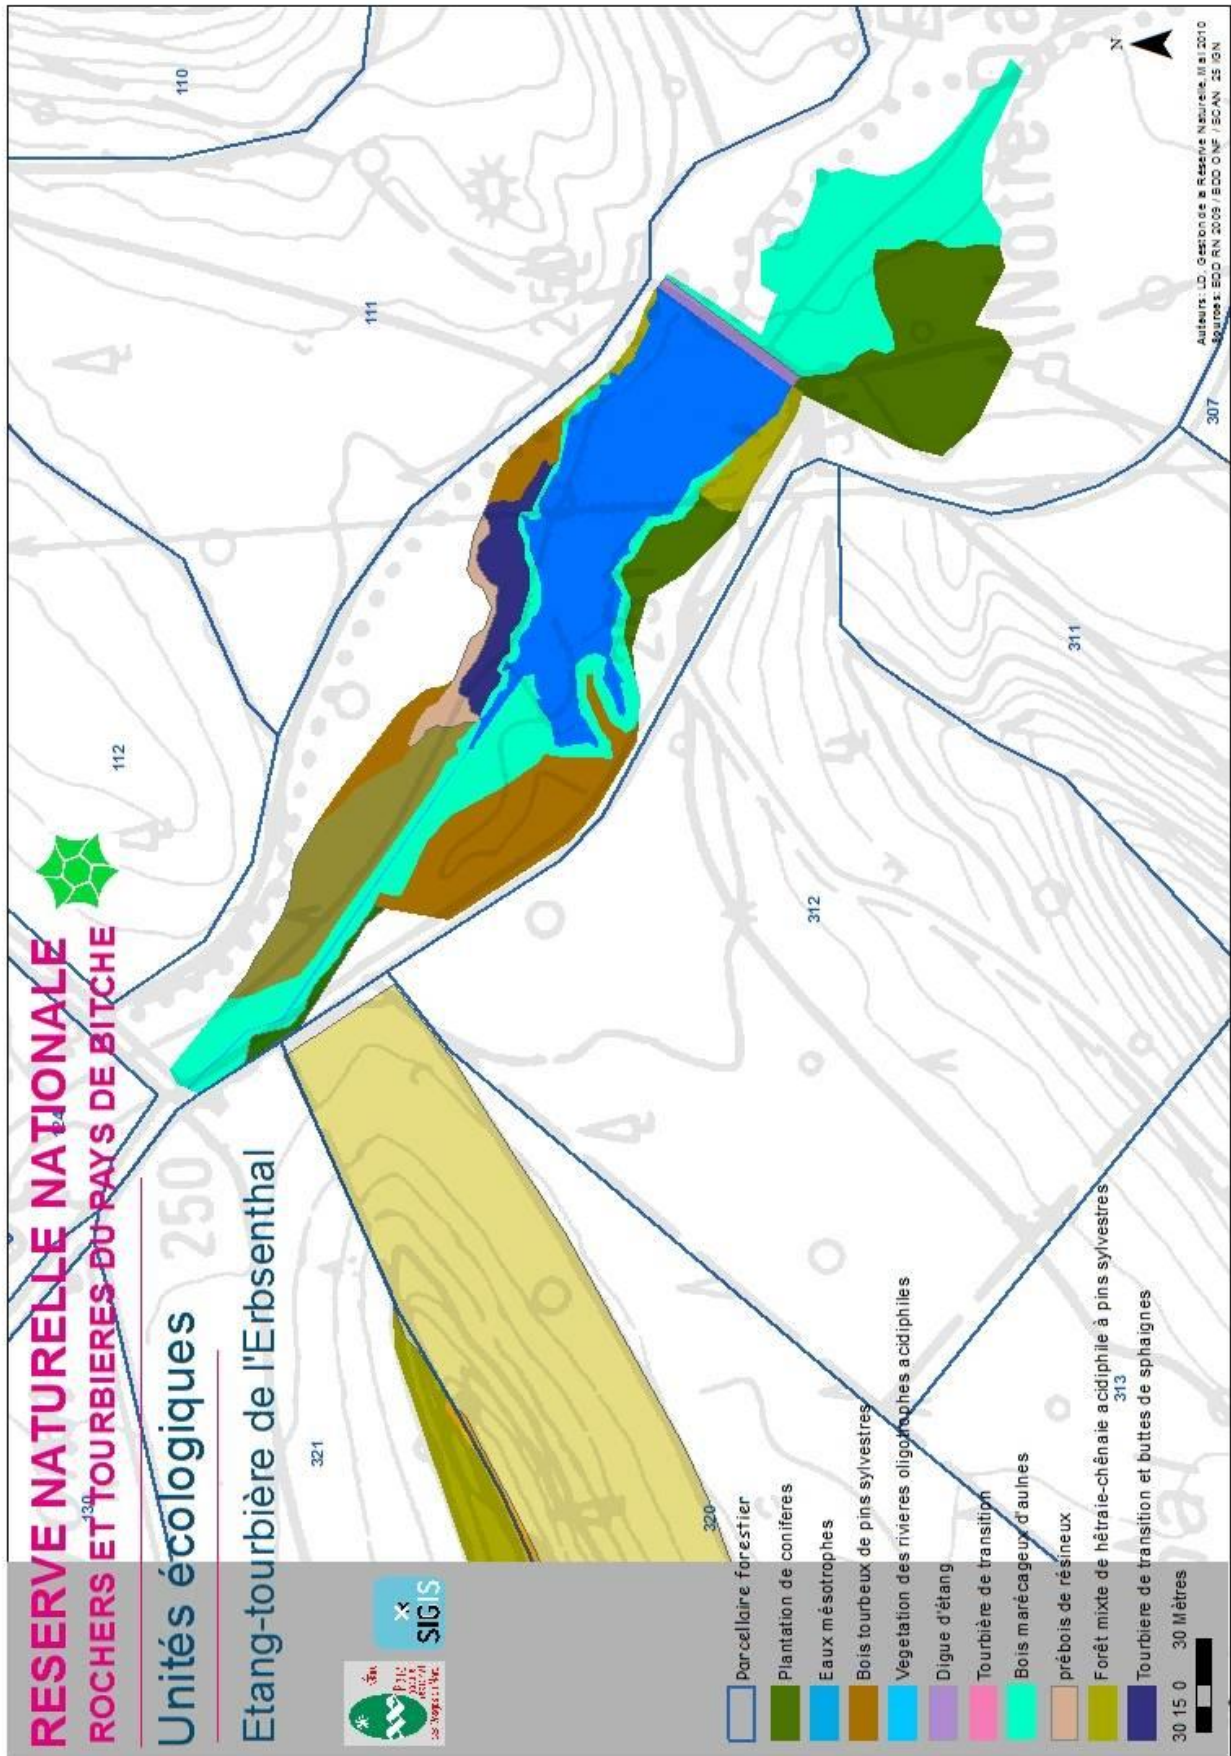 RESERVE NATURELLE NATIONALE
ROCHERS ET TOURBIERES DU PAYS DE BITCHE
Unités écologiques
Etang-tourbière de l'Erbsenthal
SIGIS
Parcellaire forestier
Plantation de conifères
Eaux mésotrophes
Bois tourbeux de pins sylvestres
Vegetation des rivieres oligotrophes acidiphiles
Digue d'étang
Tourbière de transition
Bois marécageux d'aulnes
prébois de résineux
Forêt mixte de hêtraie-chênaie acidiphile à pins sylvestres
Tourbiere de transition et buttes de sphaignes
30 15 0 30 Mètres
130
124
110
111
112
250
321
320
312
313
311
307
Notre
N
Auteurs: LD, Gestion de la Réserve Naturelle, Mai 2010
Sources: BDD RN 2009 / BDD ONF / SCAN 25 IGN